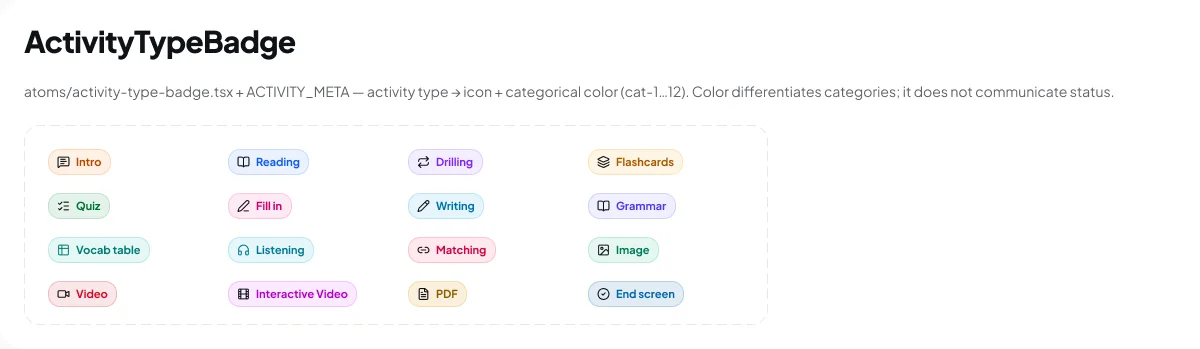 ActivityTypeBadge
atoms/activity-type-badge.tsx + ACTIVITY_META — activity type → icon + categorical color (cat-1…12). Color differentiates categories; it does not communicate status.
Intro
Reading
Drilling
Flashcards
Quiz
Fill in
Writing
Grammar
Vocab table
Listening
Matching
Image
Video
Interactive Video
PDF
End screen